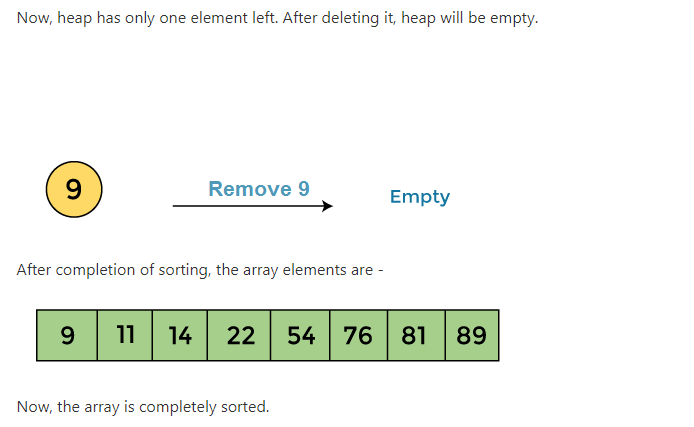 Now, heap has only one element left. After deleting it, heap will be empty.
9
Remove 9
Empty
After completion of sorting, the array elements are -
9 11 14 22 54 76 81 89
Now, the array is completely sorted.